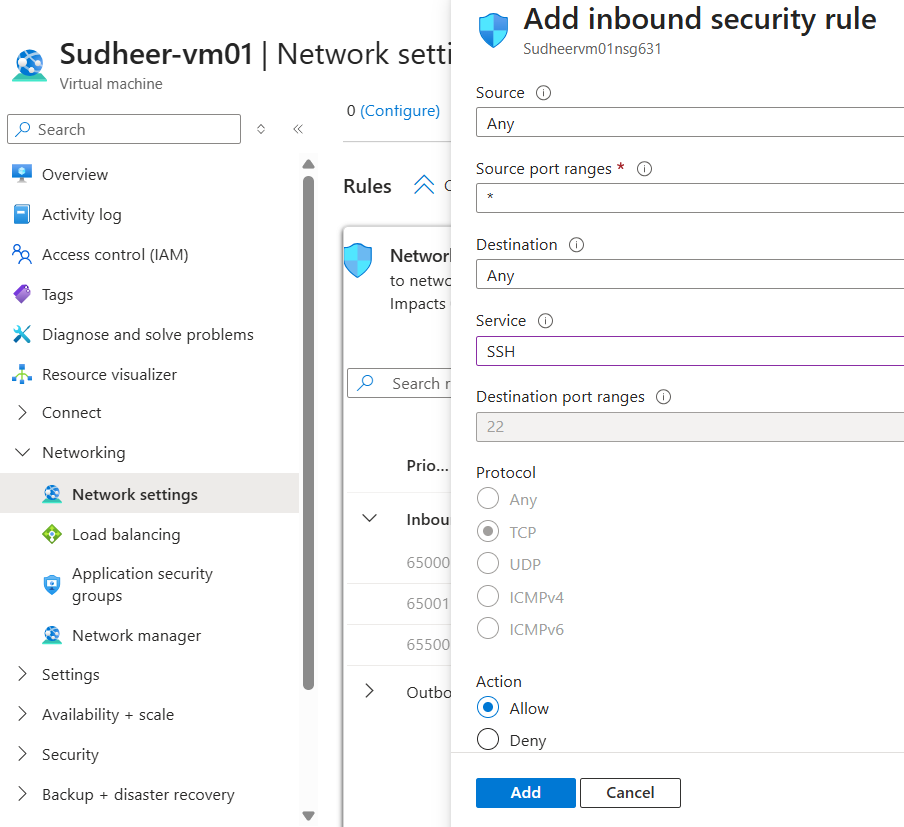 Sudheer-vm01 | Network setti
Virtual machine
Search
Overview
Activity log
Access control (IAM)
Tags
Diagnose and solve problems
Resource visualizer
Connect
Networking
Network settings
Load balancing
Application security
groups
Network manager
Settings
Availability + scale
Security
Backup + disaster recovery
0 (Configure)
Rules
Network
to netwo
Impacts
Search r
Prio...
Inbou
65000
65001
65500
Outbo
Add inbound security rule
Sudheervm01nsg631
Source
Any
Source port ranges *
*
Destination
Any
Service
SSH
Destination port ranges
22
Protocol
Any
TCP
UDP
ICMPv4
ICMPv6
Action
Allow
Deny
Add
Cancel